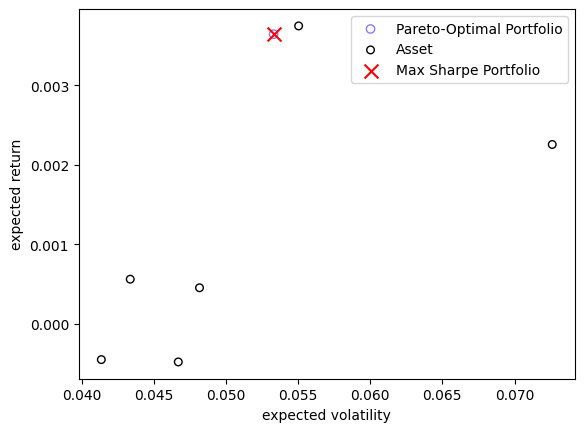 Pareto-Optimal Portfolio
Asset
Max Sharpe Portfolio
expected return
0.003
0.002
0.001
0.000
0.040 0.045 0.050 0.055 0.060 0.065 0.070
expected volatility